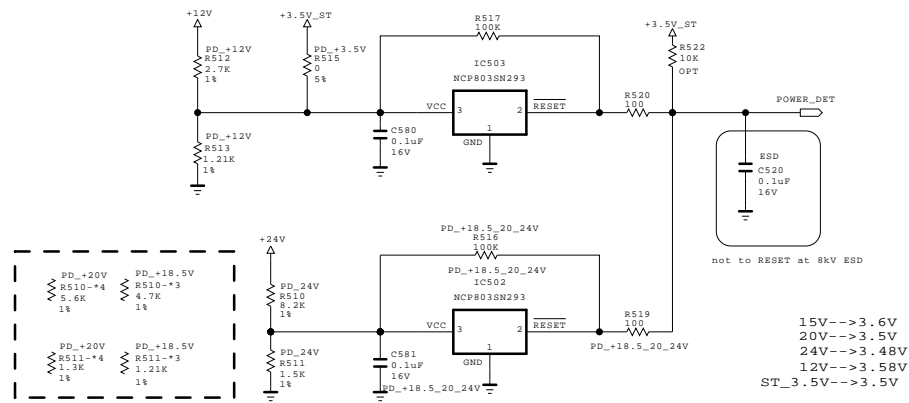 +12V
+3.5V_ST
R517
100K
+3.5V_ST
PD_+12V
R512
2.7K
1%
PD_+3.5V
R515
0
5%
IC503
NCP803SN293
R522
10K
OPT
R520
100
POWER_DET
VCC
3
2
RESET
1
GND
C580
0.1uF
16V
PD_+12V
R513
1.21K
1%
ESD
C520
0.1uF
16V
not to RESET at 8kV ESD
+24V
PD_+18.5_20_24V
R516
100K
PD_+18.5_20_24V
IC502
NCP803SN293
PD_+20V
R510-*4
5.6K
1%
PD_+18.5V
R510-*3
4.7K
1%
PD_24V
R510
8.2K
1%
VCC
3
2
RESET
1
GND
R519
100
PD_+18.5_20_24V
PD_+20V
R511-*4
1.3K
1%
PD_+18.5V
R511-*3
1.21K
1%
PD_24V
R511
1.5K
1%
C581
0.1uF
16V
PD_+18.5_20_24V
15V-->3.6V
20V-->3.5V
24V-->3.48V
12V-->3.58V
ST_3.5V-->3.5V